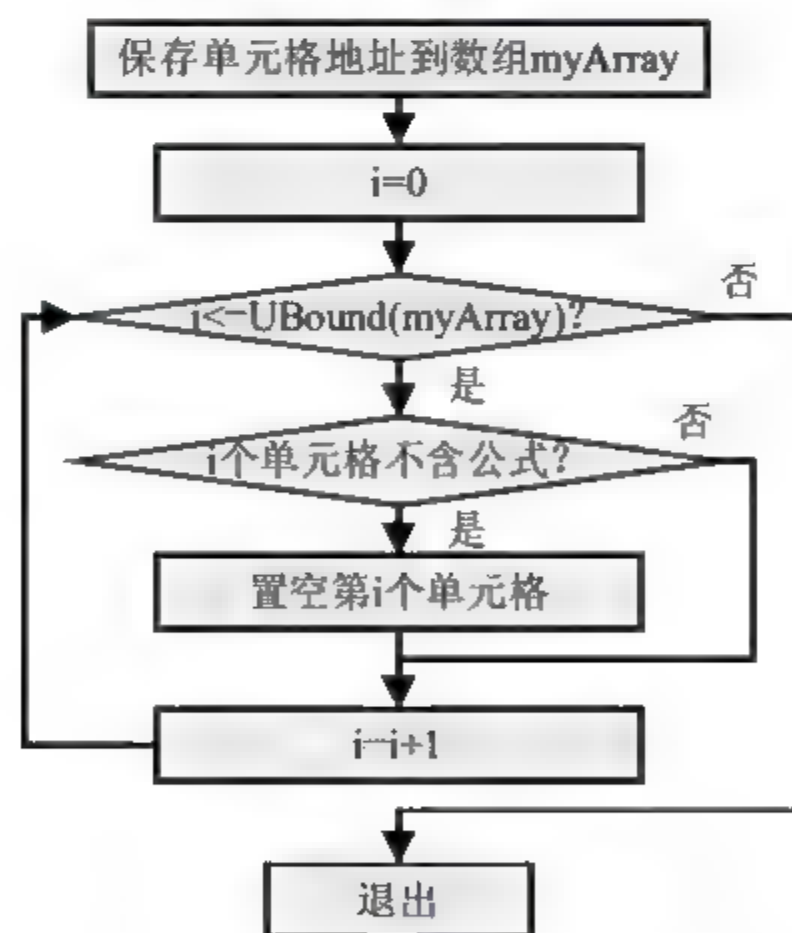 保存单元格地址到数组myArray
i=0
否
i<=UBound(myArray)?
是
否
i个单元格不含公式?
是
置空第i个单元格
i=i+1
退出